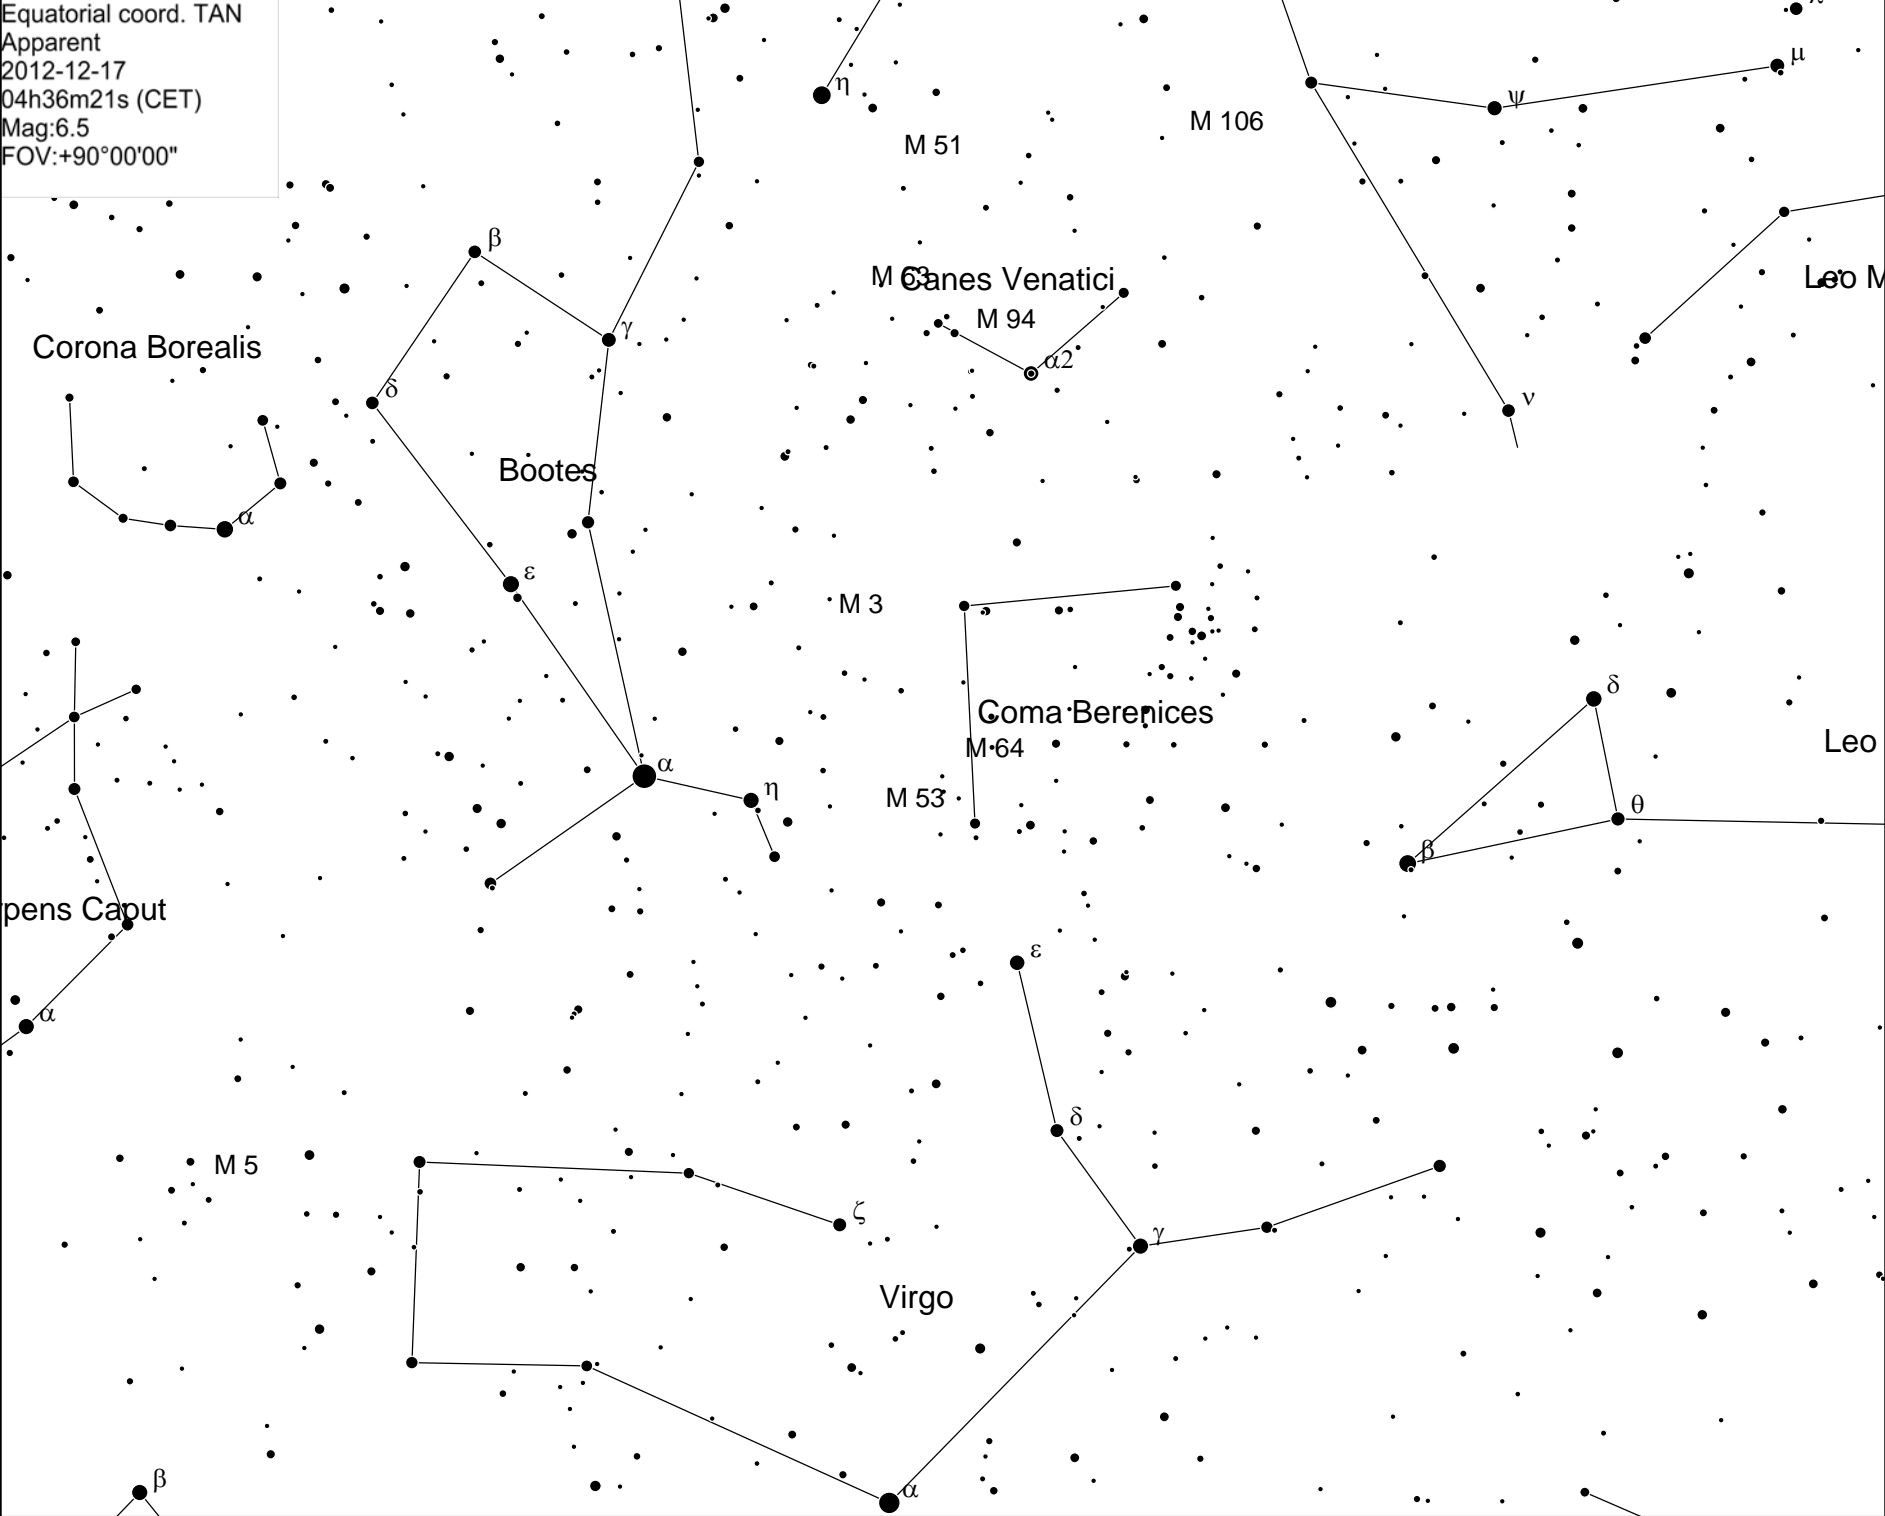 Equatorial coord. TAN
Apparent
2012-12-17
04h36m21s (CET)
Mag:6.5
FOV:+90°00'00"
η
μ
ψ
M 106
M 51
β
M 63
Canes Venatici
Leo M
M 94
γ
Corona Borealis
α2
δ
ν
Bootes
α
ε
M 3
δ
Coma Berenices
M 64
Leo
α
η
M 53
θ
β
rpens Caput
ε
α
δ
M 5
ζ
γ
Virgo
β
α